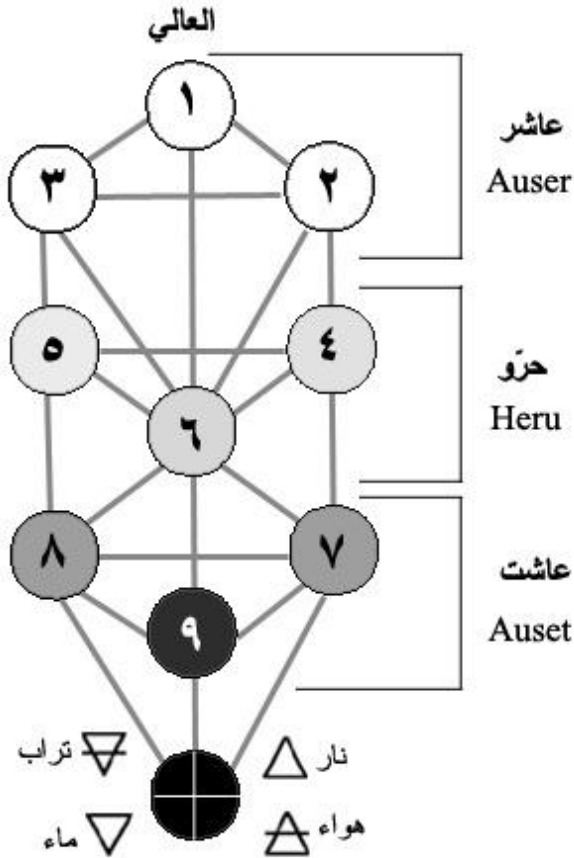 العالي
١
عاشر
Auser
٣ ٢
٥ ٤
حرّو
Heru
٦
٨ ٧
عاشت
Auset
٩
نار
تراب
هواء
ماء